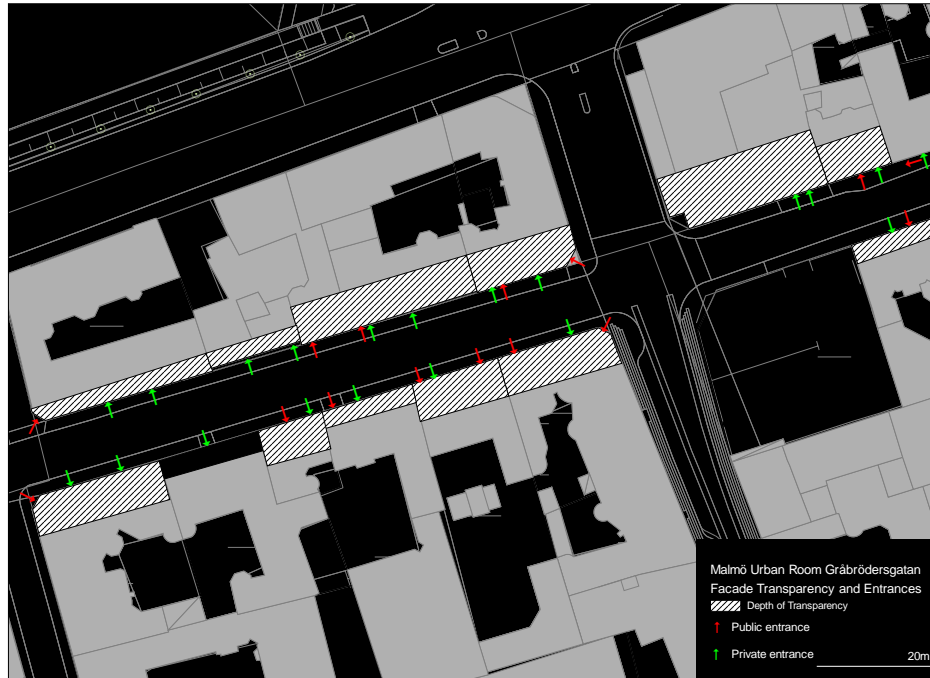 Malmö Urban Room Gråbrödersgatan
Facade Transparency and Entrances
Depth of Transparency
Public entrance
Private entrance
20m